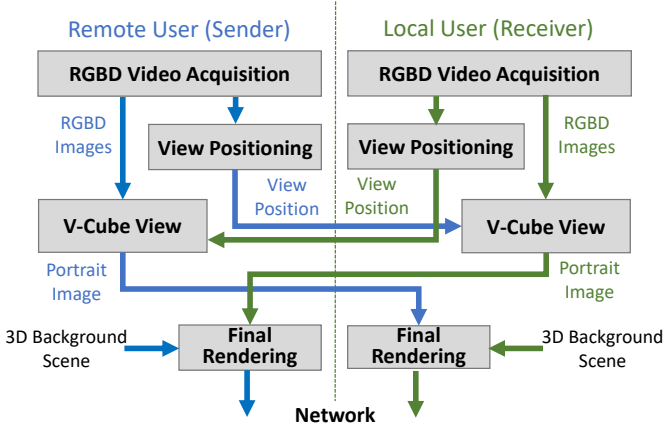 Remote User (Sender)
Local User (Receiver)
RGBD Video Acquisition
RGBD Video Acquisition
RGBD
Images
View Positioning
View Positioning
RGBD
Images
View
Position
View
Position
V-Cube View
V-Cube View
Portrait
Image
Portrait
Image
3D Background
Scene
Final
Rendering
Final
Rendering
3D Background
Scene
Network